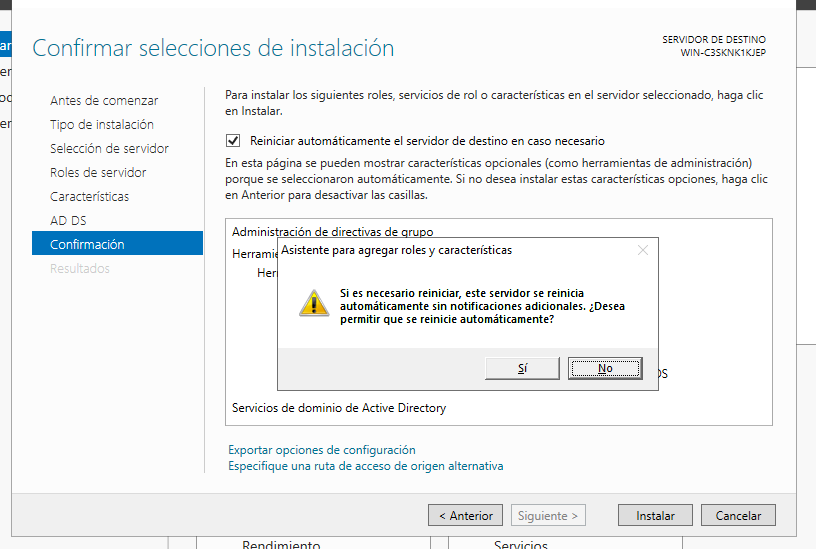 Confirmar selecciones de instalación
SERVIDOR DE DESTINO
WIN-C3SKNK1KJEP
Antes de comenzar
Tipo de instalación
Selección de servidor
Roles de servidor
Características
AD DS
Confirmación
Resultados
Para instalar los siguientes roles, servicios de rol o características en el servidor seleccionado, haga clic
en Instalar.
Reiniciar automáticamente el servidor de destino en caso necesario
En esta página se pueden mostrar características opcionales (como herramientas de administración)
porque se seleccionaron automáticamente. Si no desea instalar estas características opciones, haga clic
en Anterior para desactivar las casillas.
Administración de directivas de grupo
Asistente para agregar roles y características
Si es necesario reiniciar, este servidor se reinicia
automáticamente sin notificaciones adicionales. ¿Desea
permitir que se reinicie automáticamente?
Sí
No
Servicios de dominio de Active Directory
Exportar opciones de configuración
Especifique una ruta de acceso de origen alternativa
< Anterior
Siguiente >
Instalar
Cancelar
Rendimiento
Servicios